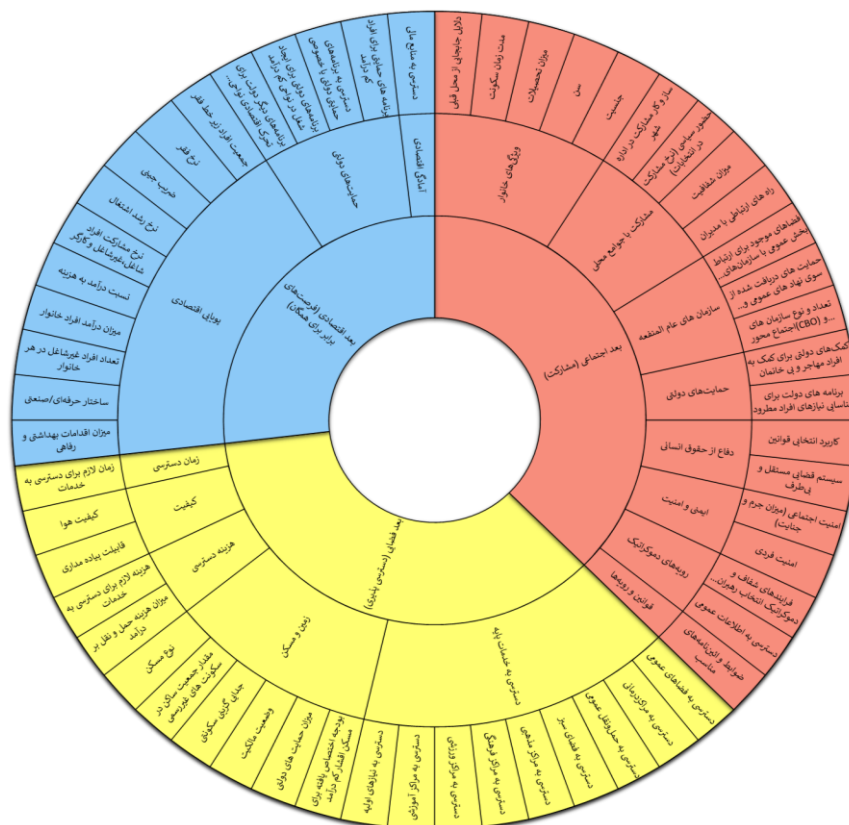 بعد اجتماعی (مشارکت)
ویژگی‌های خانوار
دلایل جابجایی از محل قبلی
مدت زمان سکونت
میزان تحصیلات
سن
جنسیت
مشارکت با جوامع محلی
ساز و کار مشارکت در اداره
شهر
حضور سیاسی (نرخ مشارکت
در انتخابات)
میزان شفافیت
راه های ارتباطی با مدیران
سازمان های عام المنفعه
فضاهای موجود برای ارتباط
بخش عمومی با سازمان‌های...
حمایت های دریافت شده از
سوی نهاد های عمومی و...
تعداد و نوع سازمان های
اجتماع محور(CBO) و...
حمایت‌های دولتی
کمک‌های دولتی برای کمک به
افراد مهاجر و بی خانمان
برنامه های دولت برای
شناسایی نیازهای افراد مطرود
دفاع از حقوق انسانی
کاربرد انتخابی قوانین
سیستم قضایی مستقل و
بی‌طرف
ایمنی و امنیت
امنیت اجتماعی (میزان جرم و
جنایت)
امنیت فردی
رویه‌های دموکراتیک
فرایندهای شفاف و
دموکراتیک انتخاب رهبران...
دسترسی به اطلاعات عمومی
قوانین و رویه‌ها
ضوابط و آئین‌نامه‌های
مناسب
بعد فضایی (دسترسی پذیری)
دسترسی به خدمات پایه
دسترسی به فضاهای عمومی
دسترسی به مراکزدرمانی
دسترسی به حمل‌ونقل عمومی
دسترسی به فضای سبز
دسترسی به مراکز مذهبی
دسترسی به مراکز فرهنگی
دسترسی به مراکز ورزشی
دسترسی به مراکز آموزشی
دسترسی به نیازهای اولیه
زمین و مسکن
بودجه اختصاص یافته برای
مسکن اقشار کم درآمد
میزان حمایت های دولتی
وضعیت مالکیت
جدایی گزینی سکونتی
مقدار جمعیت ساکن در
سکونت های غیررسمی
نوع مسکن
هزینه دسترسی
میزان هزینه حمل و نقل بر
درآمد
هزینه لازم برای دسترسی به
خدمات
کیفیت
قابیلت پیاده مداری
کیفیت هوا
زمان دسترسی
زمان لازم برای دسترسی به
خدمات
بعد اقتصادی (فرصت‌های
برابر برای همگان)
پویایی اقتصادی
میزان اقدامات بهداشتی و
رفاهی
ساختار حرفه‌ای/صنعتی
تعداد افراد غیرشاغل در هر
خانوار
میزان درآمد افراد خانوار
نسبت درآمد به هزینه
نرخ مشارکت افراد
شاغل،غیرشاغل و کارگر
نرخ رشد اشتغال
ضریب جینی
نرخ فقر
جمعیت افراد زیر خط فقر
حمایت‌های دولتی
برنامه‌های دیگر دولت برای
تحرک اقتصادی نواحی...
برنامه‌های دولتی برای ایجاد
شغل در نواحی کم درآمد
دسترسی به برنامه‌های
حمایتی دولتی یا خصوصی
برنامه های حمایتی برای افراد
کم درآمد
آمادگی اقتصادی
دسترسی به منابع مالی